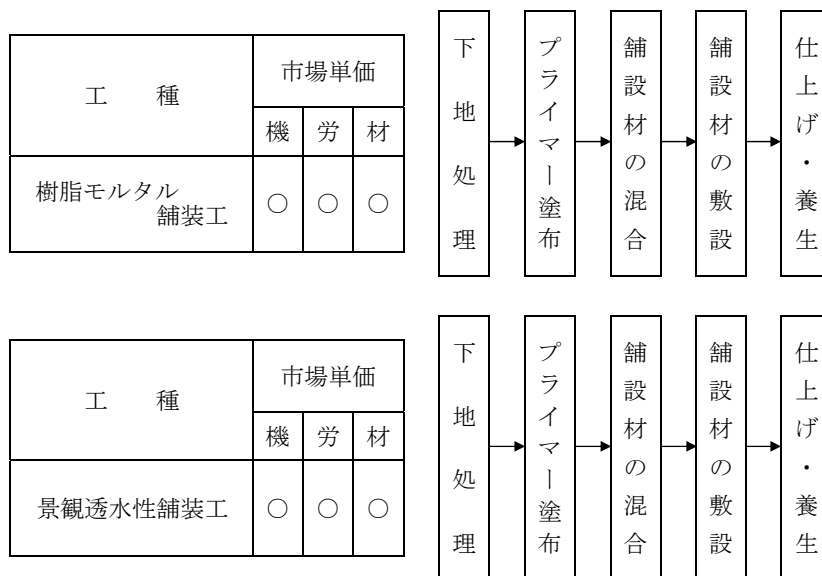 工 種
市場単価
機 労 材
樹脂モルタル
舗装工
○ ○ ○
下地処理
プライマー塗布
舗設材の混合
舗設材の敷設
仕上げ・養生
工 種
市場単価
機 労 材
景観透水性舗装工
○ ○ ○
下地処理
プライマー塗布
舗設材の混合
舗設材の敷設
仕上げ・養生